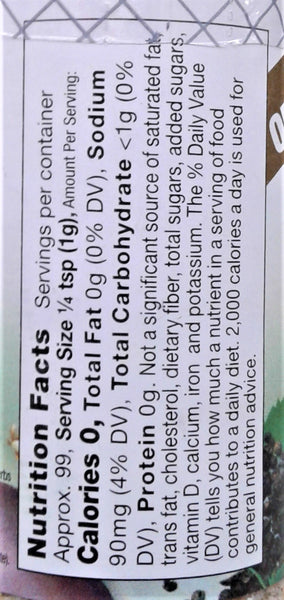 Nutrition Facts Servings per container
Approx. 99, Serving Size ¼ tsp (1g), Amount Per Serving:
Calories 0, Total Fat 0g (0% DV), Sodium
90mg (4% DV), Total Carbohydrate <1g (0%
DV), Protein 0g. Not a significant source of saturated fat,
trans fat, cholesterol, dietary fiber, total sugars, added sugars,
vitamin D, calcium, iron and potassium. The % Daily Value
(DV) tells you how much a nutrient in a serving of food
contributes to a daily diet. 2,000 calories a day is used for
general nutrition advice.